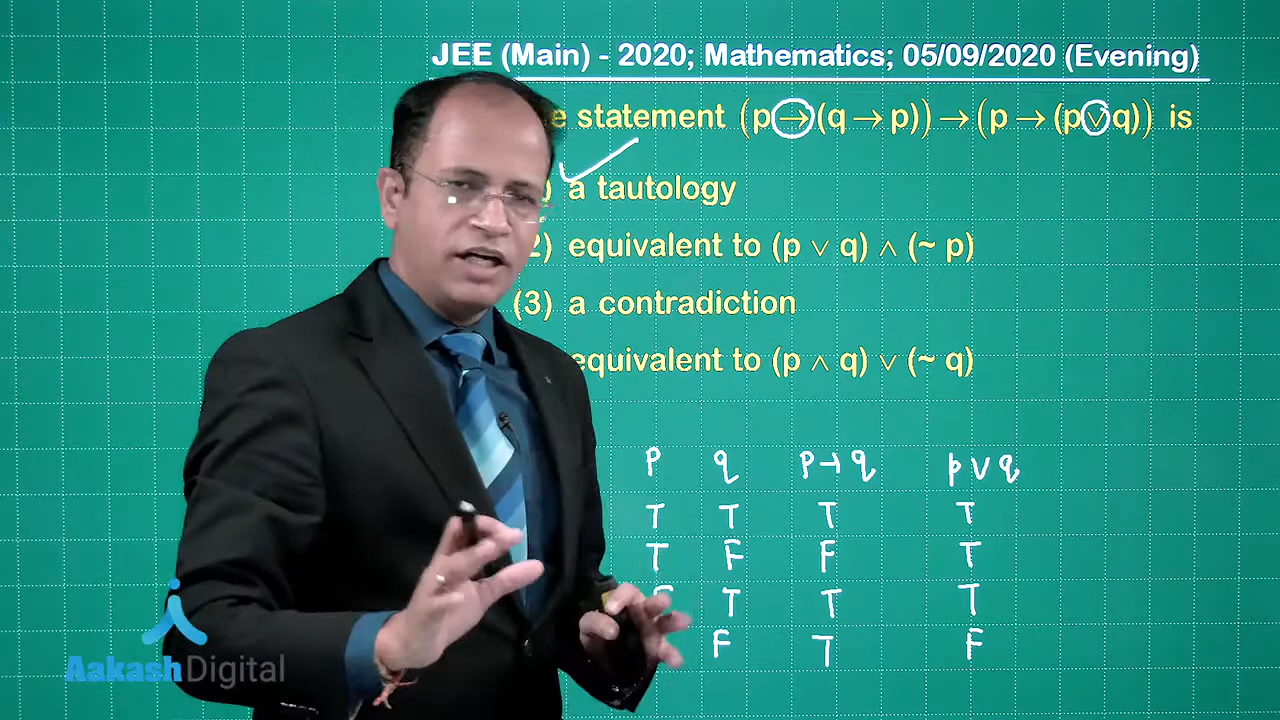 JEE (Main) - 2020; Mathematics; 05/09/2020 (Evening)
e statement (p → (q → p)) → (p → (p ∨ q)) is
) a tautology
2) equivalent to (p ∨ q) ∧ (~ p)
(3) a contradiction
equivalent to (p ∧ q) ∨ (~ q)
p q p → q p ∨ q
T T T T
T F F T
F T T T
F T F
Aakash Digital